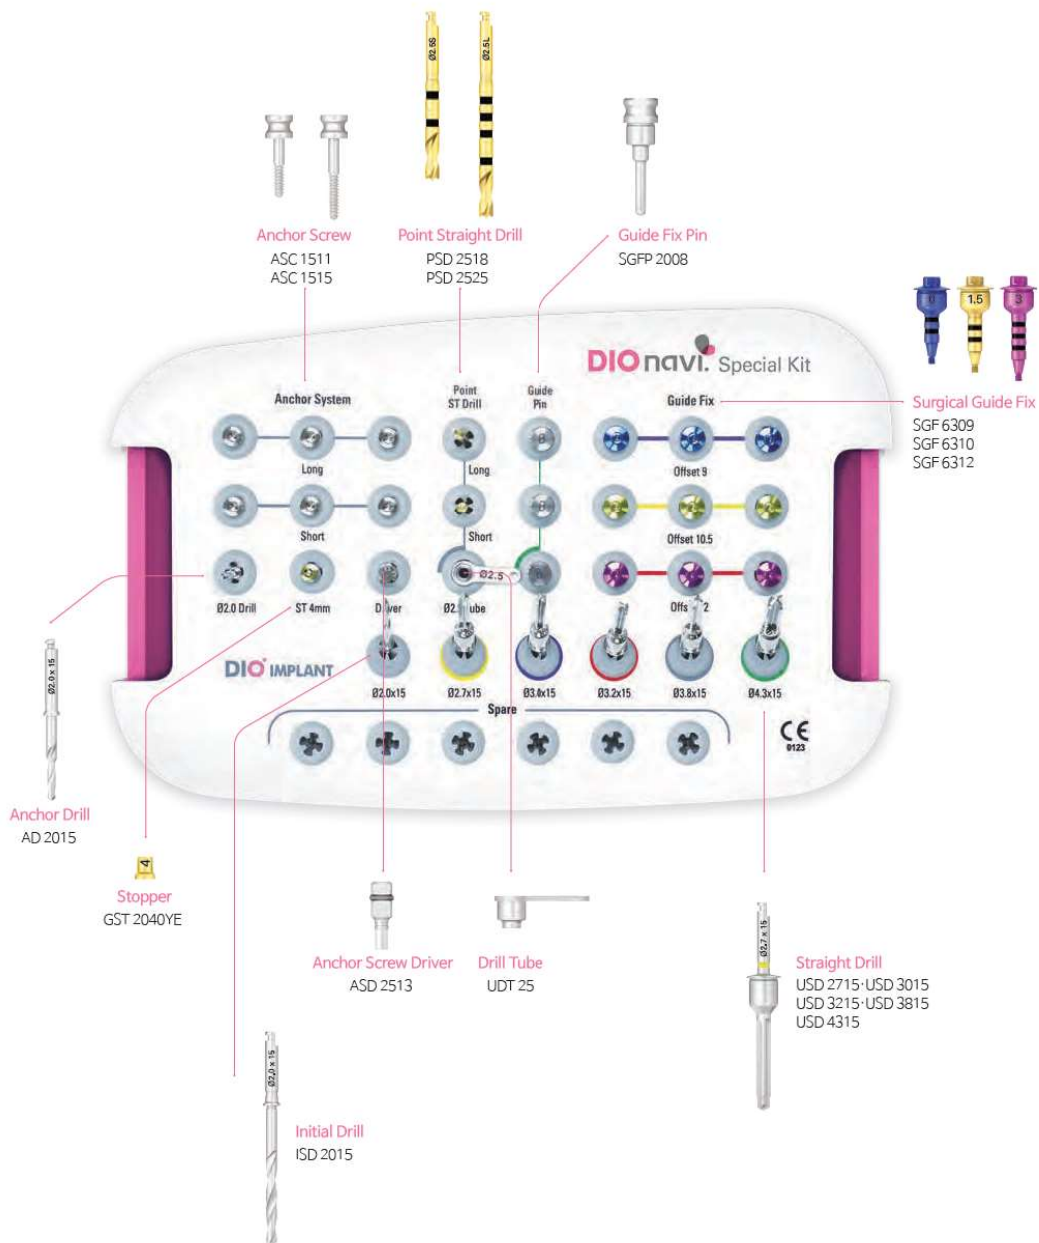 Ø2.5S
Ø2.5L
Anchor Screw
ASC 1511
ASC 1515
Point Straight Drill
PSD 2518
PSD 2525
Guide Fix Pin
SGFP 2008
0
1.5
3
Surgical Guide Fix
SGF 6309
SGF 6310
SGF 6312
DIO navi. Special Kit
Anchor System
Point
ST Drill
Guide
Pin
Guide Fix
Long
Long
Offset 9
Short
Short
Offset 10.5
Ø2.5
Ø2.0 Drill
ST 4mm
DIO IMPLANT
Ø2.0x15
Ø2.7x15
Ø3.0x15
Ø3.2x15
Ø3.8x15
Ø4.3x15
Spare
CE
0123
Ø2.0 x 15
Anchor Drill
AD 2015
4
Stopper
GST 2040YE
Anchor Screw Driver
ASD 2513
Drill Tube
UDT 25
Ø2.7 x 15
Straight Drill
USD 2715·USD 3015
USD 3215·USD 3815
USD 4315
Ø2.0 x 15
Initial Drill
ISD 2015